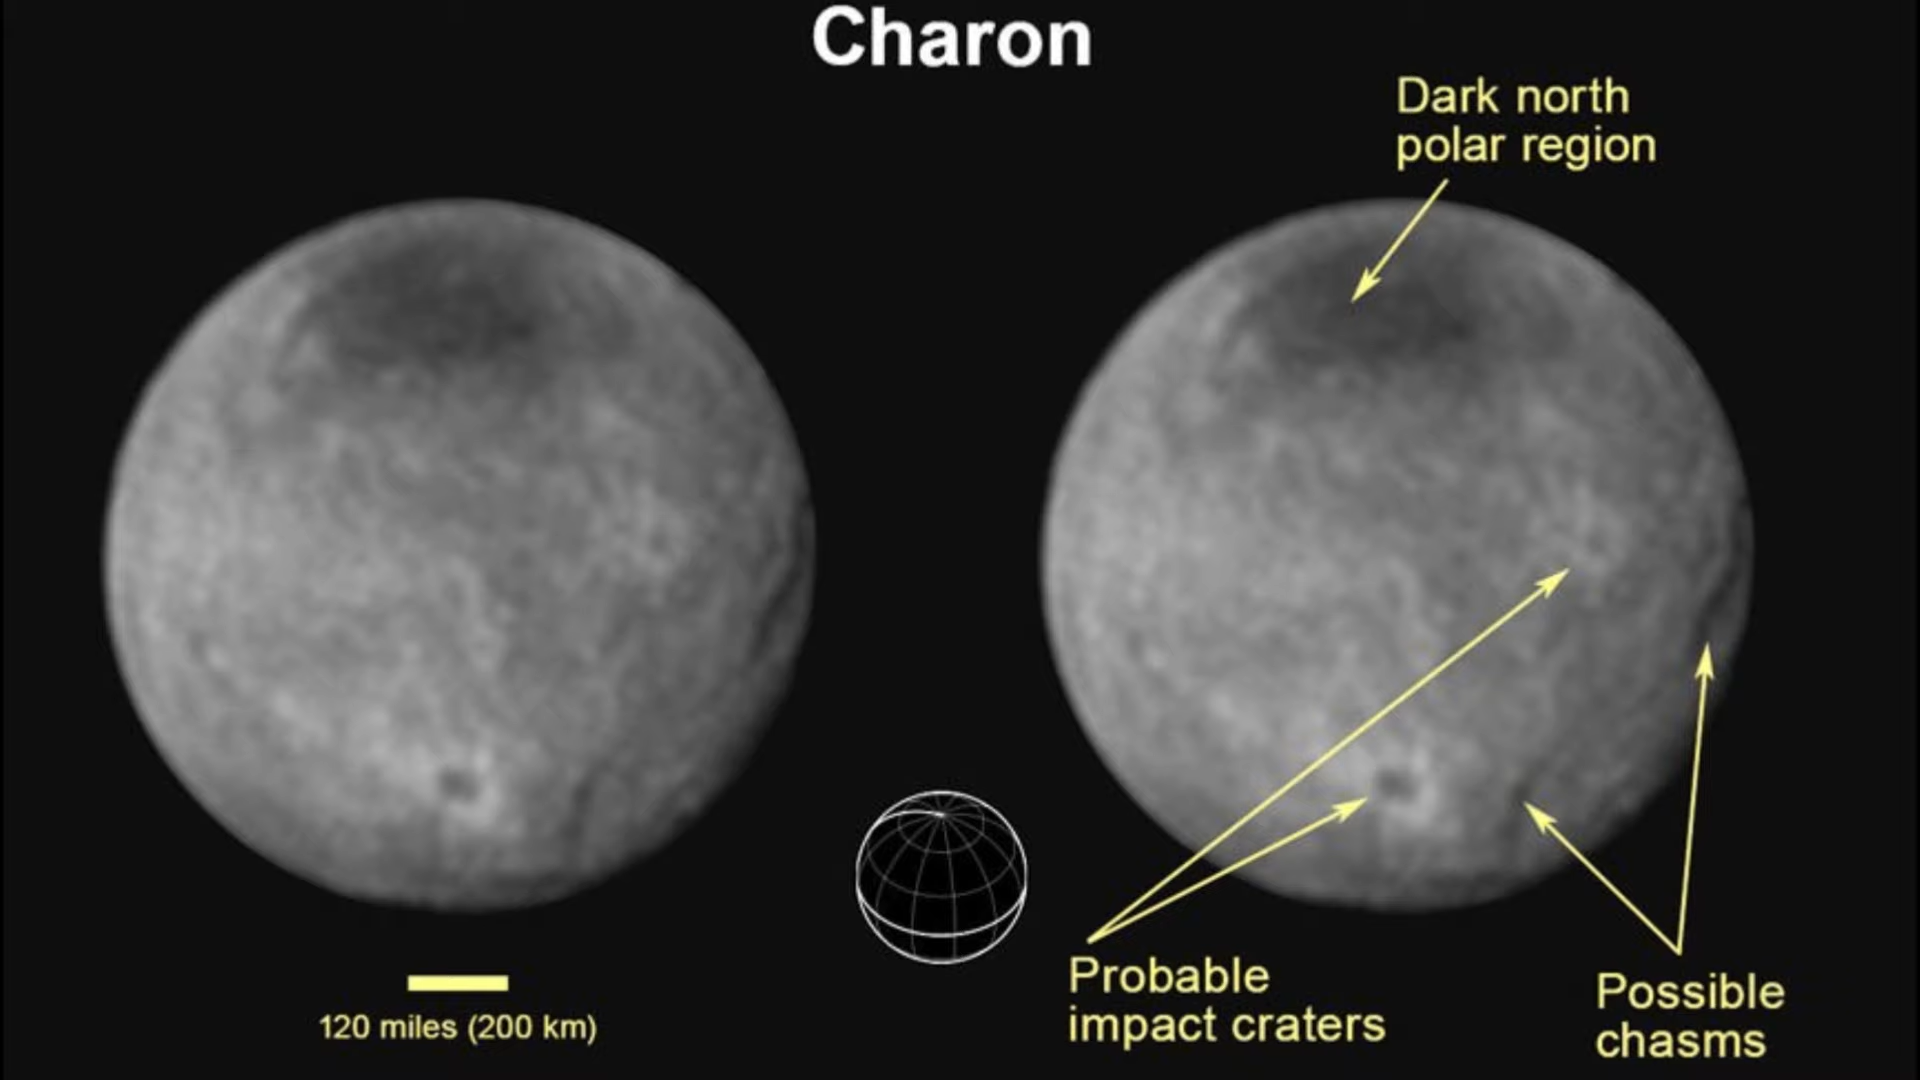 Charon
Dark north
polar region
120 miles (200 km)
Probable
impact craters
Possible
chasms